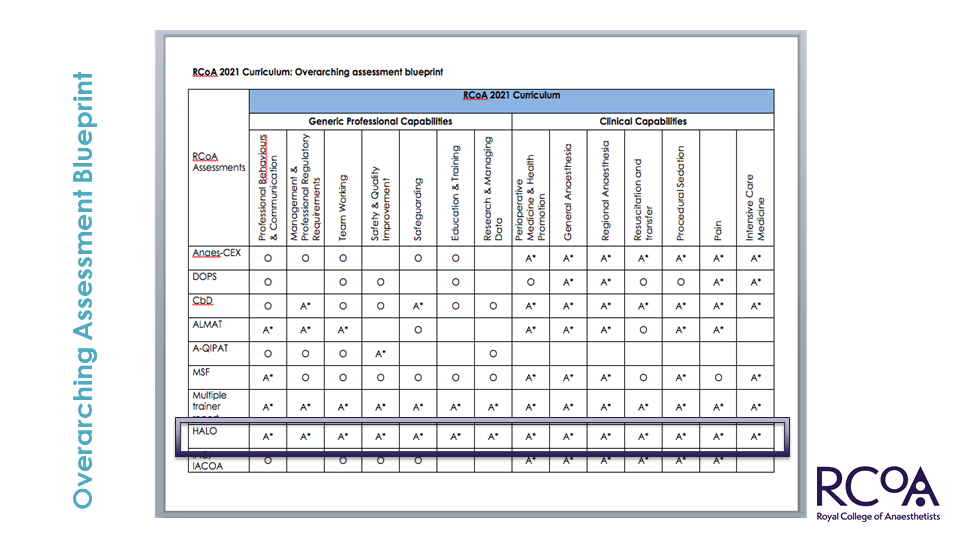 Overarching Assessment Blueprint
RCoA 2021 Curriculum: Overarching assessment blueprint
RCoA 2021 Curriculum
Generic Professional Capabilities Clinical Capabilities
RCoA
Assessments
Professional Behaviours
& Communication
Management &
Professional Regulatory
Requirements
Team Working
Safety & Quality
Improvement
Safeguarding
Education & Training
Research & Managing
Data
Perioperative
Medicine & Health
Promotion
General Anaesthesia
Regional Anaesthesia
Resuscitation and
transfer
Procedural Sedation
Pain
Intensive Care
Medicine
Anaes-CEX O O O O O A* A* A* A* A* A* A*
DOPS O O O O O A* A* O O A* A*
CbD O A* O O A* O O A* A* A* A* A* A* A*
ALMAT A* A* A* O A* A* A* O A* A*
A-QIPAT O O O A* O
MSF A* O O O O O O A* A* A* O A* O A*
Multiple
trainer
A* A* A* A* A* A* A* A* A* A* A* A* A* A*
HALO A* A* A* A* A* A* A* A* A* A* A* A* A* A*
IACOA O O O O A* A* A* A* A* A*
RCOA
Royal College of Anaesthetists